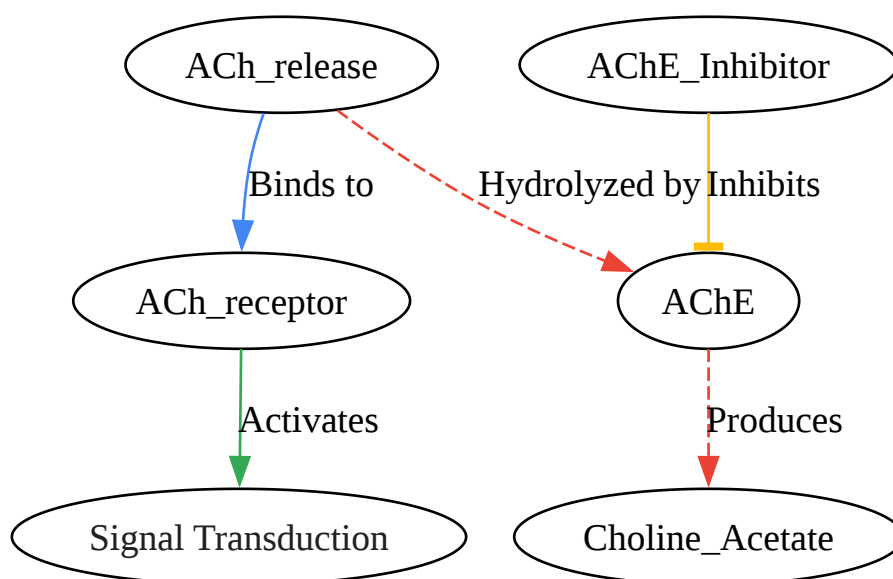 ACh_release
AChE_Inhibitor
Binds to
Hydrolyzed by
Inhibits
ACh_receptor
AChE
Activates
Produces
Signal Transduction
Choline_Acetate